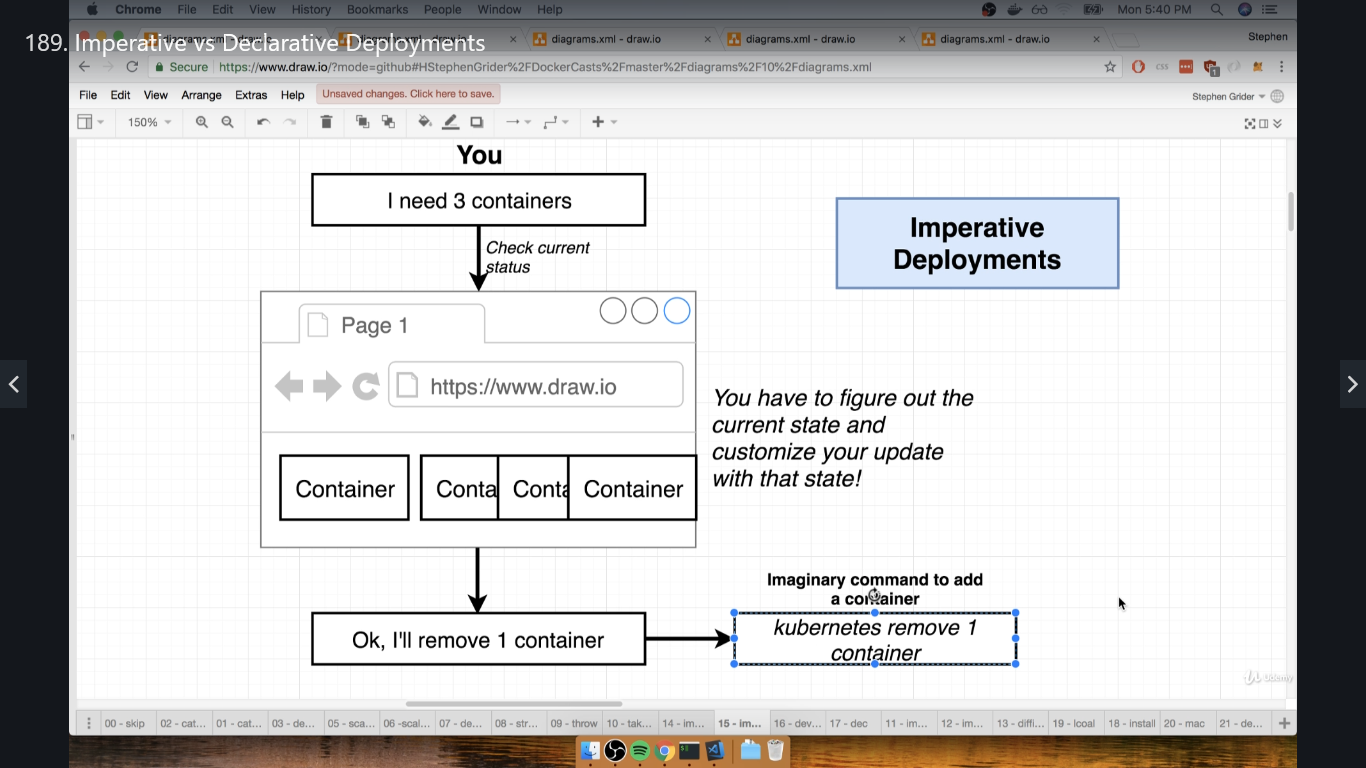 Chrome File Edit View History Bookmarks People Window Help Mon 5:40 PM
189. Imperative vs Declarative Deployments
diagrams.xml - draw.io diagrams.xml - draw.io diagrams.xml - draw.io Stephen
Secure https://www.draw.io/?mode=github#HStephenGrider%2FDockerCasts%2Fmaster%2Fdiagrams%2F10%2Fdiagrams.xml
File Edit View Arrange Extras Help Unsaved changes. Click here to save. Stephen Grider
150%
You
I need 3 containers
Check current
status
Imperative
Deployments
Page 1
https://www.draw.io
You have to figure out the
current state and
customize your update
with that state!
Container Conta Conta Container
Imaginary command to add
a container
Ok, I'll remove 1 container
kubernetes remove 1
container
Udemy
00 - skip 02 - cat... 01 - cat... 03 - de... 05 - sca... 06 -scal... 07 - de... 08 - str... 09 - throw 10 - tak... 14 - im... 15 - im... 16 - dev... 17 - dec 11 - im... 12 - im... 13 - diffi... 19 - lcoal 18 - install 20 - mac 21 - de...